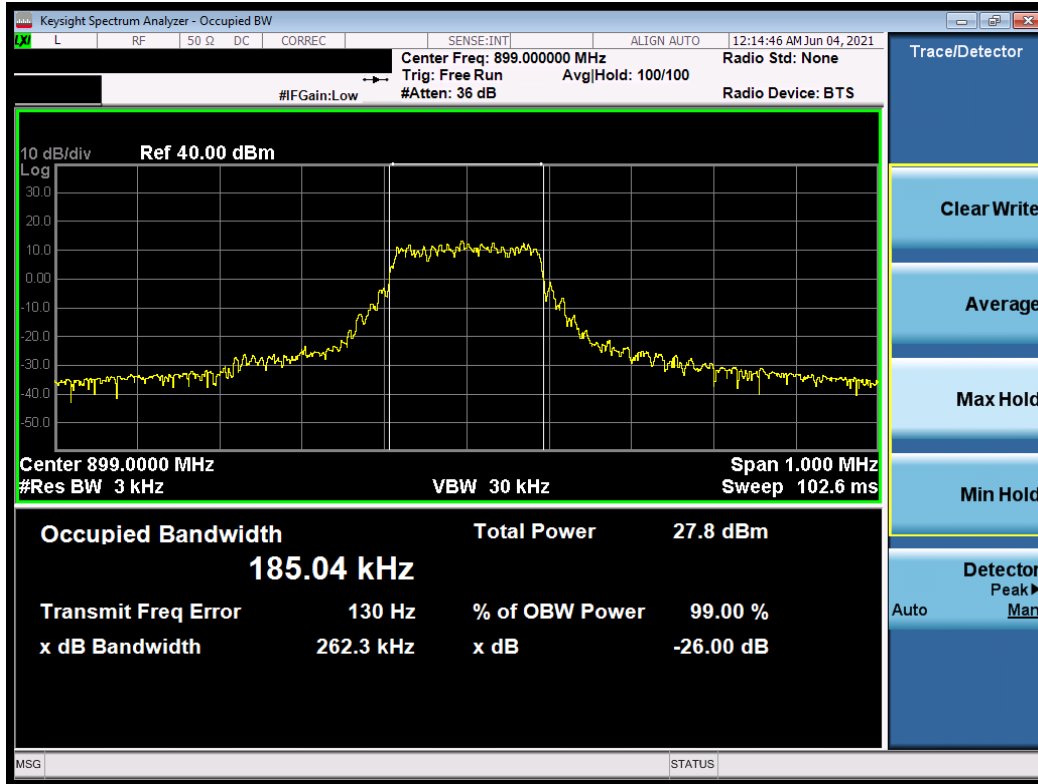 Keysight Spectrum Analyzer - Occupied BW
LXI L RF 50 Ω DC CORREC SENSE:INT ALIGN AUTO 12:14:46 AM Jun 04, 2021
Center Freq: 899.000000 MHz Radio Std: None
Trig: Free Run Avg|Hold: 100/100
#IFGain:Low #Atten: 36 dB Radio Device: BTS
Trace/Detector
10 dB/div Ref 40.00 dBm
Log
30.0
20.0
10.0
0.00
-10.0
-20.0
-30.0
-40.0
-50.0
Center 899.0000 MHz Span 1.000 MHz
#Res BW 3 kHz VBW 30 kHz Sweep 102.6 ms
Occupied Bandwidth Total Power 27.8 dBm
185.04 kHz
Transmit Freq Error 130 Hz % of OBW Power 99.00 %
x dB Bandwidth 262.3 kHz x dB -26.00 dB
Clear Write
Average
Max Hold
Min Hold
Detector
Peak▶
Auto Man
MSG STATUS